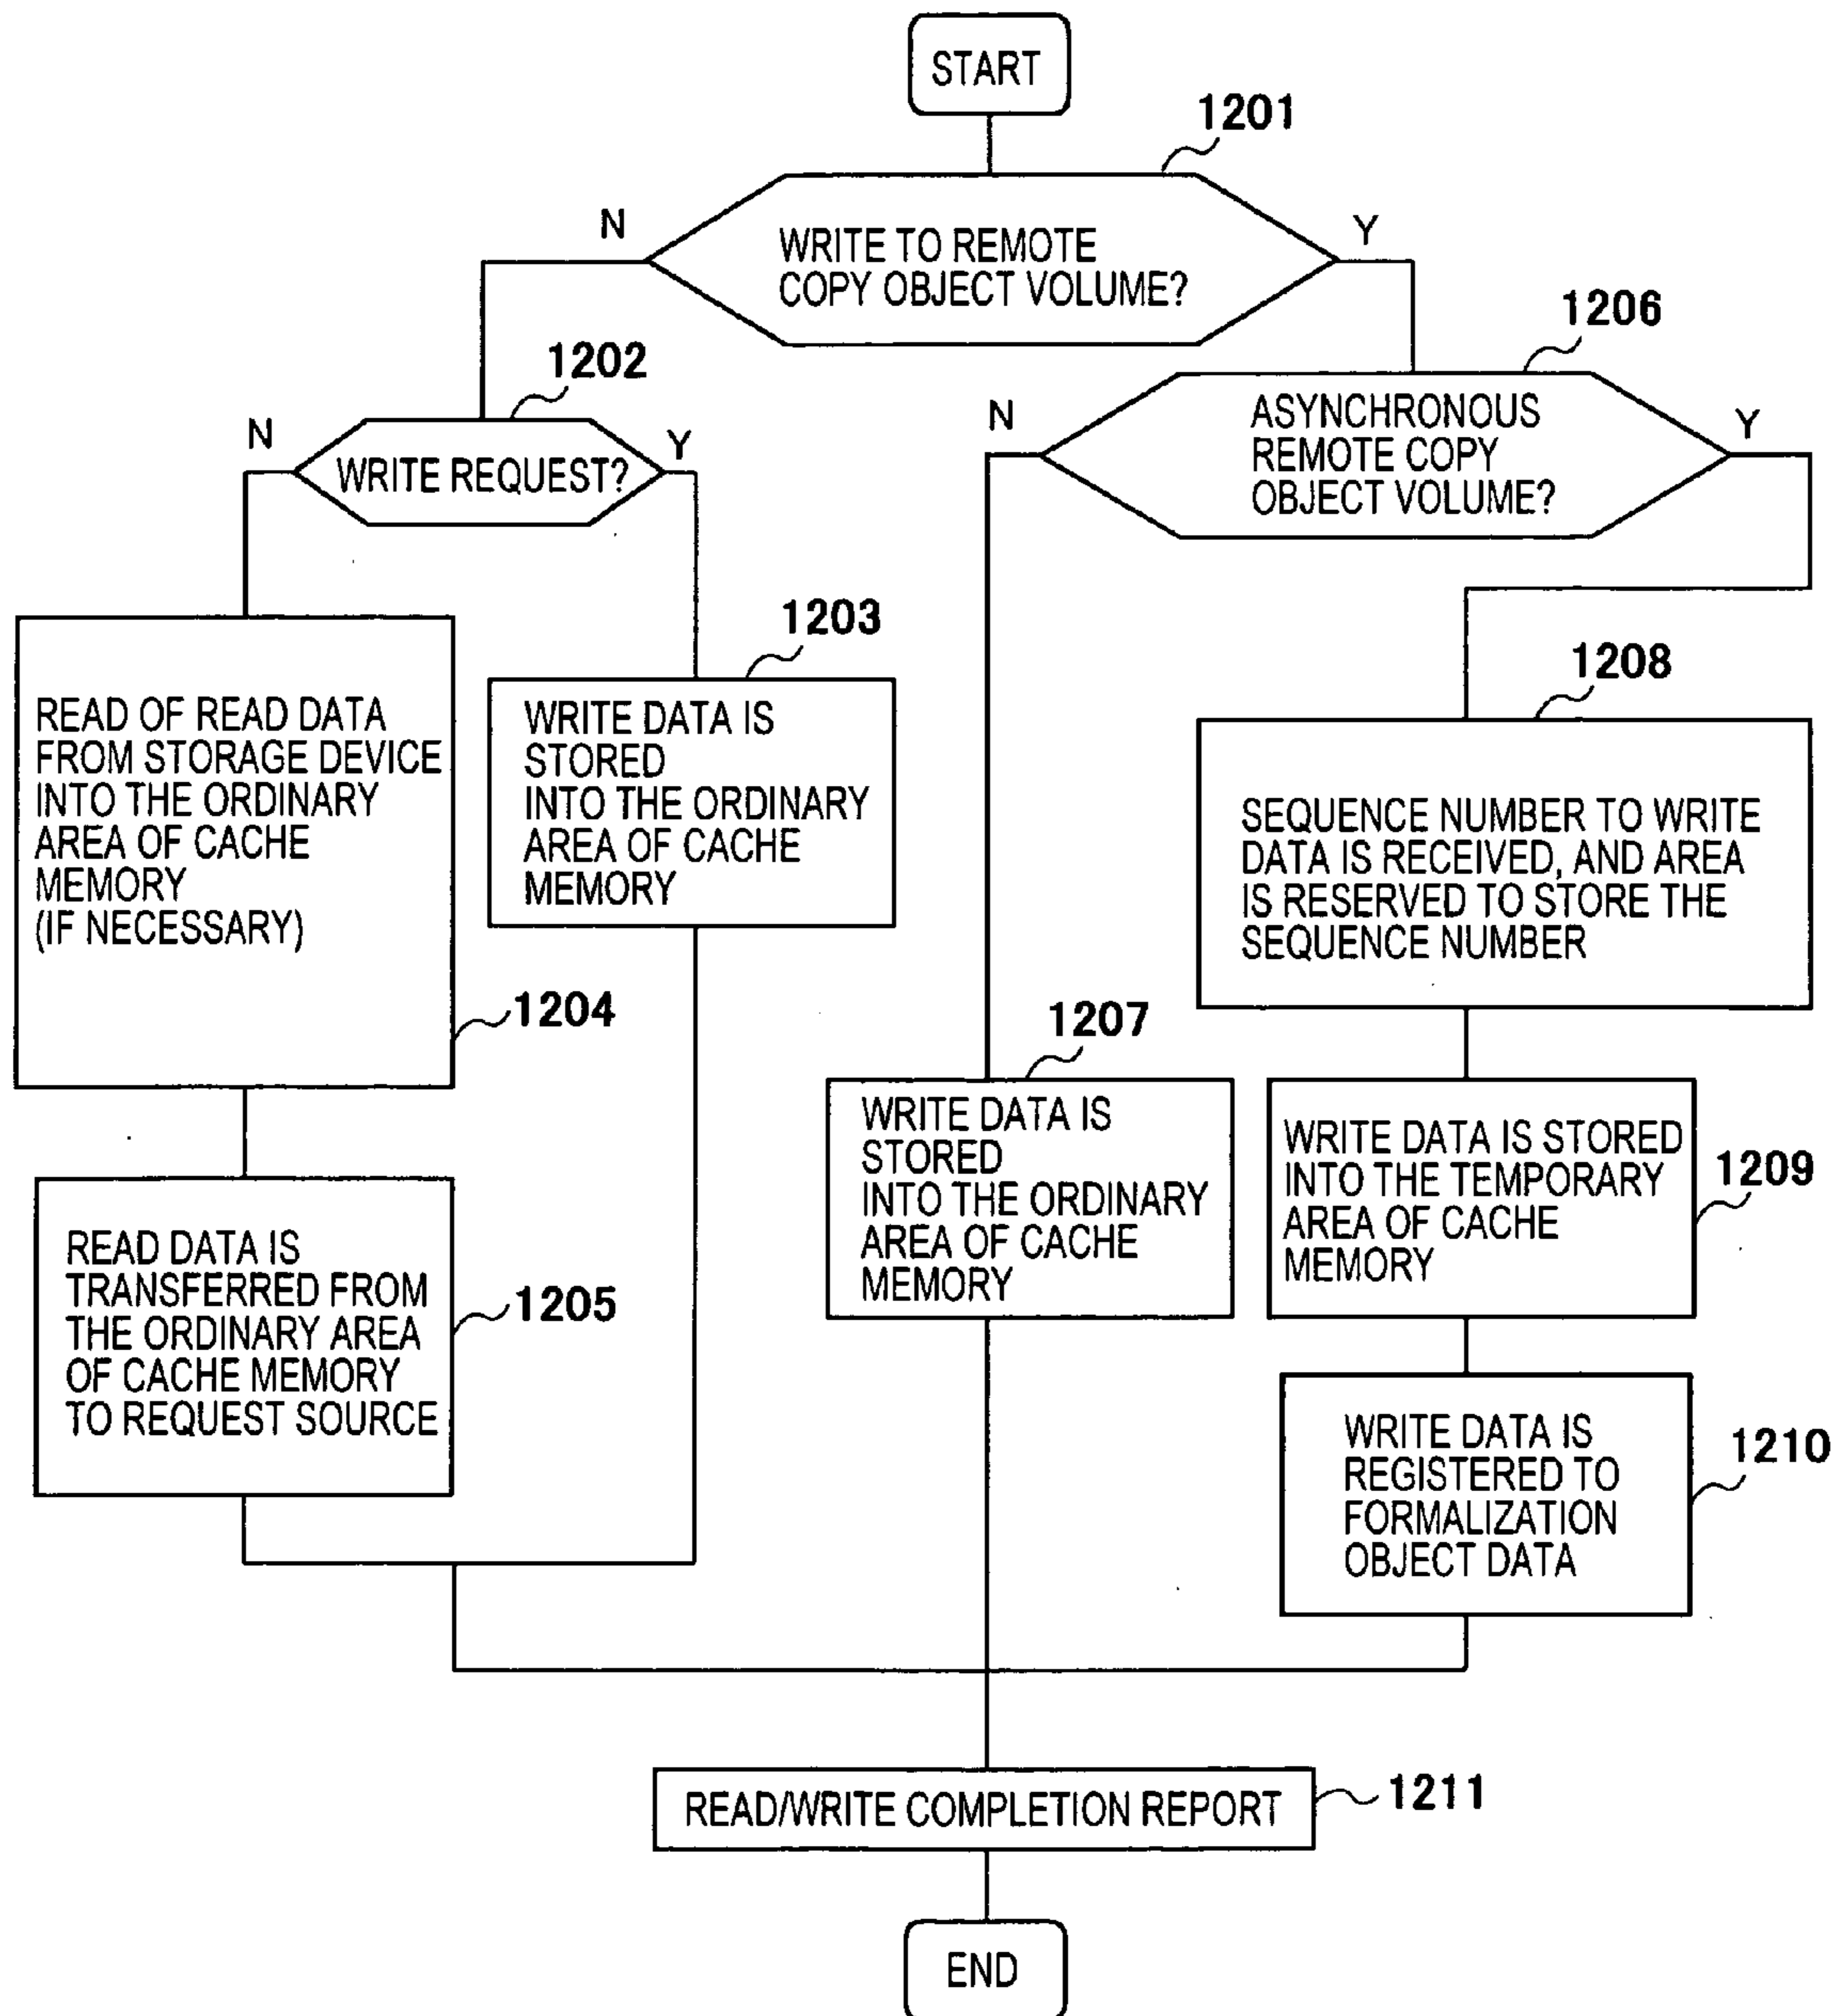 START
1201
N
Y
WRITE TO REMOTE
COPY OBJECT VOLUME?
1206
1202
N
Y
WRITE REQUEST?
N
Y
ASYNCHRONOUS
REMOTE COPY
OBJECT VOLUME?
1203
1208
READ OF READ DATA
FROM STORAGE DEVICE
INTO THE ORDINARY
AREA OF CACHE
MEMORY
(IF NECESSARY)
1204
WRITE DATA IS
STORED
INTO THE ORDINARY
AREA OF CACHE
MEMORY
SEQUENCE NUMBER TO WRITE
DATA IS RECEIVED, AND AREA
IS RESERVED TO STORE THE
SEQUENCE NUMBER
1207
WRITE DATA IS
STORED
INTO THE ORDINARY
AREA OF CACHE
MEMORY
WRITE DATA IS STORED
INTO THE TEMPORARY
AREA OF CACHE
MEMORY
1209
READ DATA IS
TRANSFERRED FROM
THE ORDINARY AREA
OF CACHE MEMORY
TO REQUEST SOURCE
1205
WRITE DATA IS
REGISTERED TO
FORMALIZATION
OBJECT DATA
1210
READ/WRITE COMPLETION REPORT
1211
END